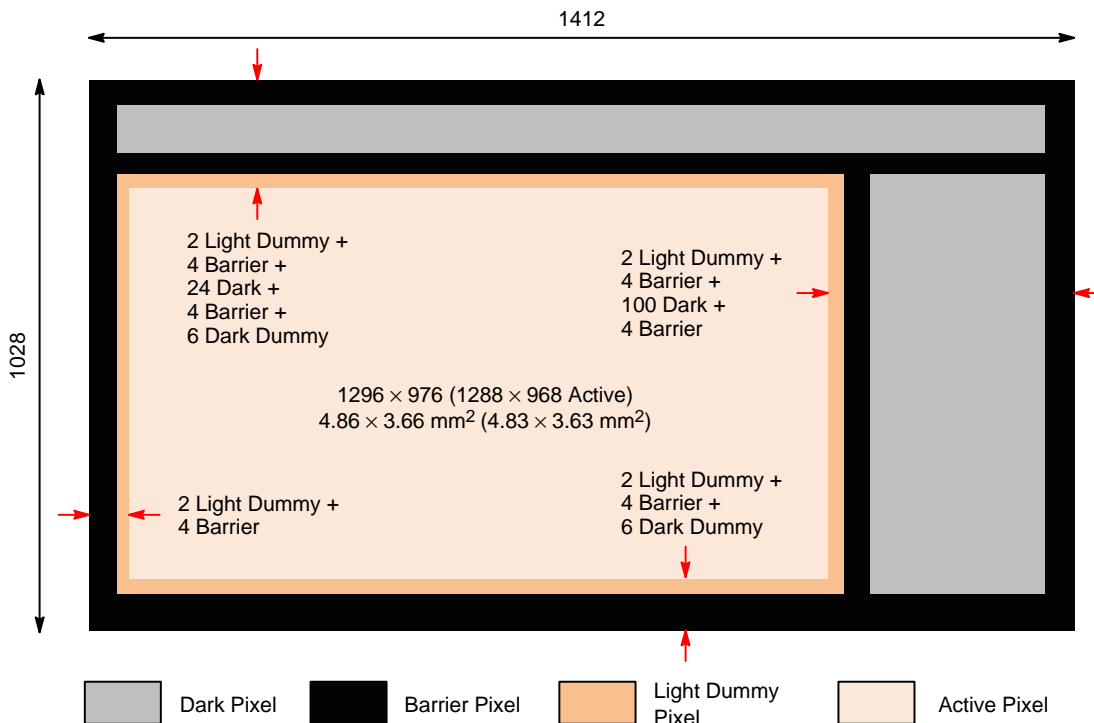 1412
1028
2 Light Dummy +
4 Barrier +
24 Dark +
4 Barrier +
6 Dark Dummy
2 Light Dummy +
4 Barrier +
100 Dark +
4 Barrier
1296 × 976 (1288 × 968 Active)
4.86 × 3.66 mm² (4.83 × 3.63 mm²)
2 Light Dummy +
4 Barrier
2 Light Dummy +
4 Barrier +
6 Dark Dummy
Dark Pixel
Barrier Pixel
Light Dummy
Pixel
Active Pixel